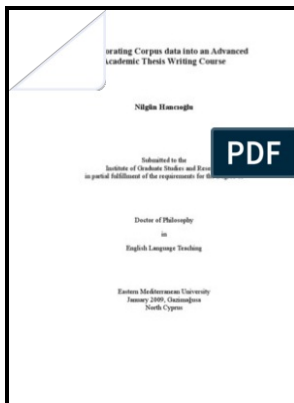 orating Corpus data into an Advanced
Academic Thesis Writing Course
Nilgün Hancıoğlu
PDF
Submitted to the
Institute of Graduate Studies and Rese
in partial fulfillment of the requirements for the
Doctor of Philosophy
in
English Language Teaching
Eastern Mediterranean University
January 2009, Gazimağusa
North Cyprus